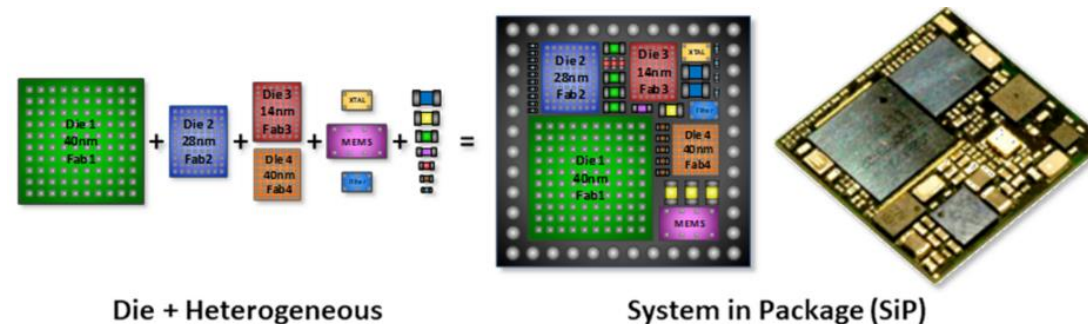 Die 1
40nm
Fab1
+
Die 2
28nm
Fab2
+
Die 3
14nm
Fab3
Die4
40nm
Fab4
+
XTAL
MEMS
Filter
+
=
Die 2
28nm
Fab2
Die 3
14nm
Fab3
XTAL
Filter
Die 1
40nm
Fab1
Die 4
40nm
Fab4
MEMS
Die + Heterogeneous
System in Package (SiP)